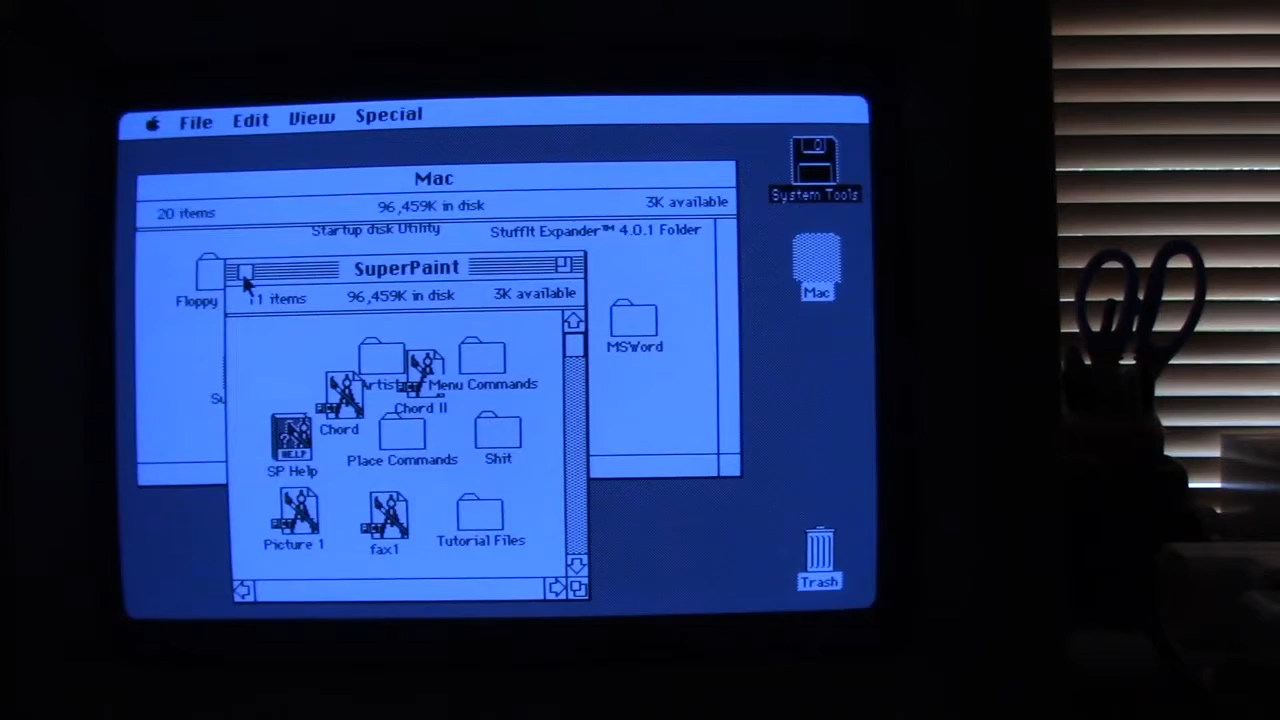 File Edit View Special
System Tools
Mac
20 items 96,459K in disk 3K available
Startup disk Utility StuffIt Expander™ 4.0.1 Folder
Floppy
MSWord
Mac
SuperPaint
11 items 96,459K in disk 3K available
Menu Commands
Chord II
Chord
SP Help
HELP
Place Commands
Shit
Picture 1
fax1
Tutorial Files
Trash